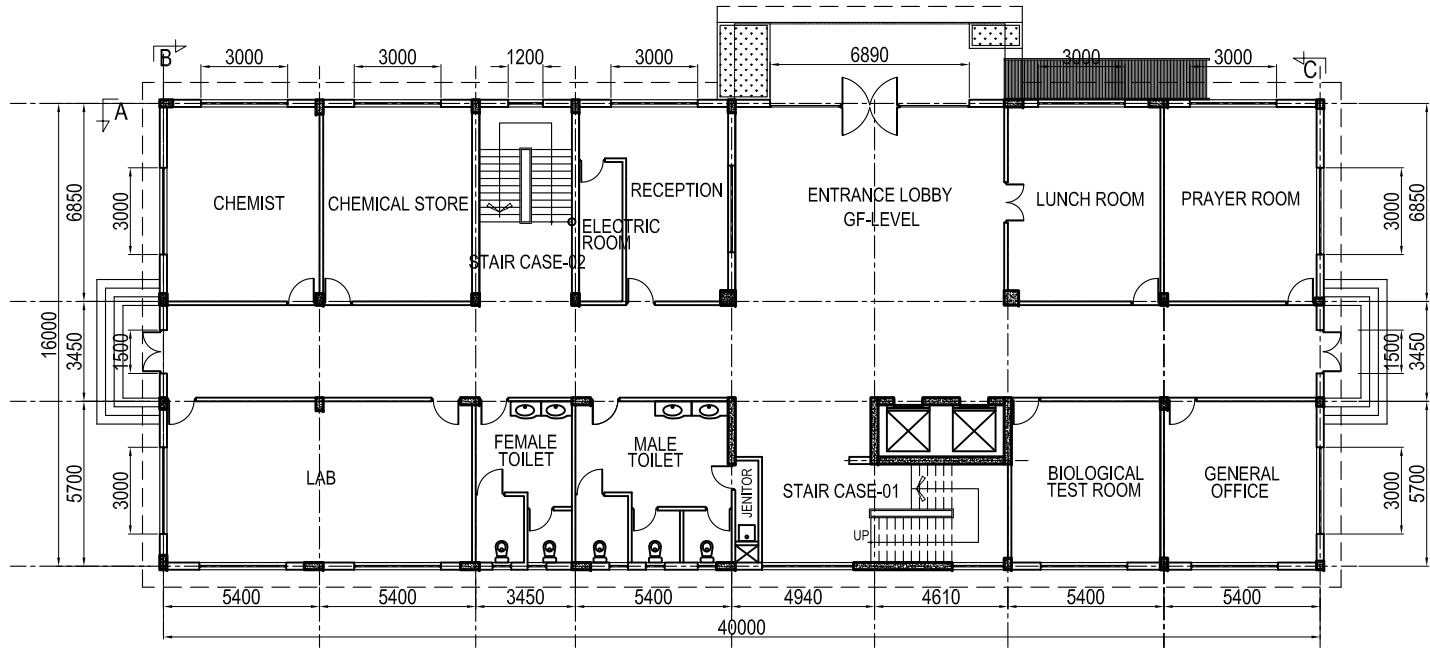 B
3000
3000
1200
3000
6890
3000
3000
C
A
16000
6850
3000
CHEMIST
CHEMICAL STORE
STAIR CASE-02
ELECTRIC
ROOM
RECEPTION
ENTRANCE LOBBY
GF-LEVEL
LUNCH ROOM
PRAYER ROOM
3000
6850
3450
1500
1500
3450
5700
3000
LAB
FEMALE
TOILET
MALE
TOILET
JENITOR
STAIR CASE-01
UP
BIOLOGICAL
TEST ROOM
GENERAL
OFFICE
3000
5700
5400
5400
3450
5400
4940
4610
5400
5400
40000